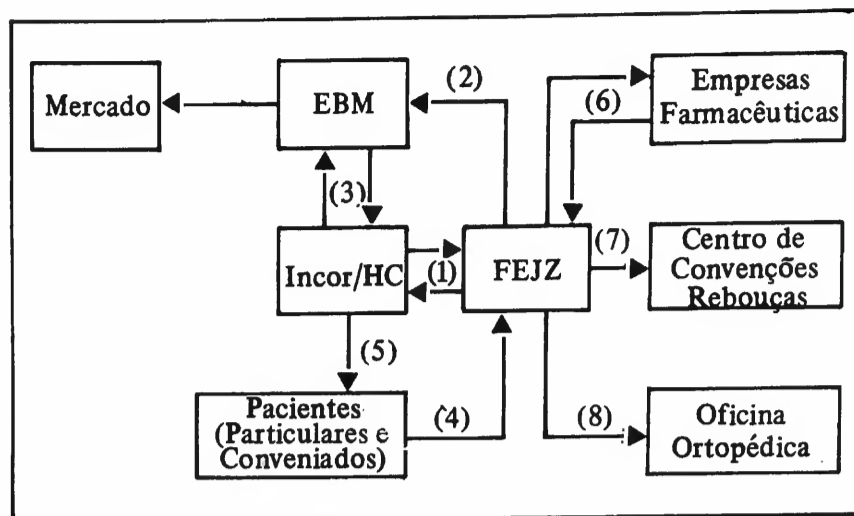 Mercado
EBM
(2)
(6)
Empresas
Farmacêuticas
(3)
Incor/HC
(1)
FEJZ
(7)
Centro de
Convenções
Rebouças
(5)
Pacientes
(Particulares e
Conveniados)
(4)
(8)
Oficina
Ortopédica